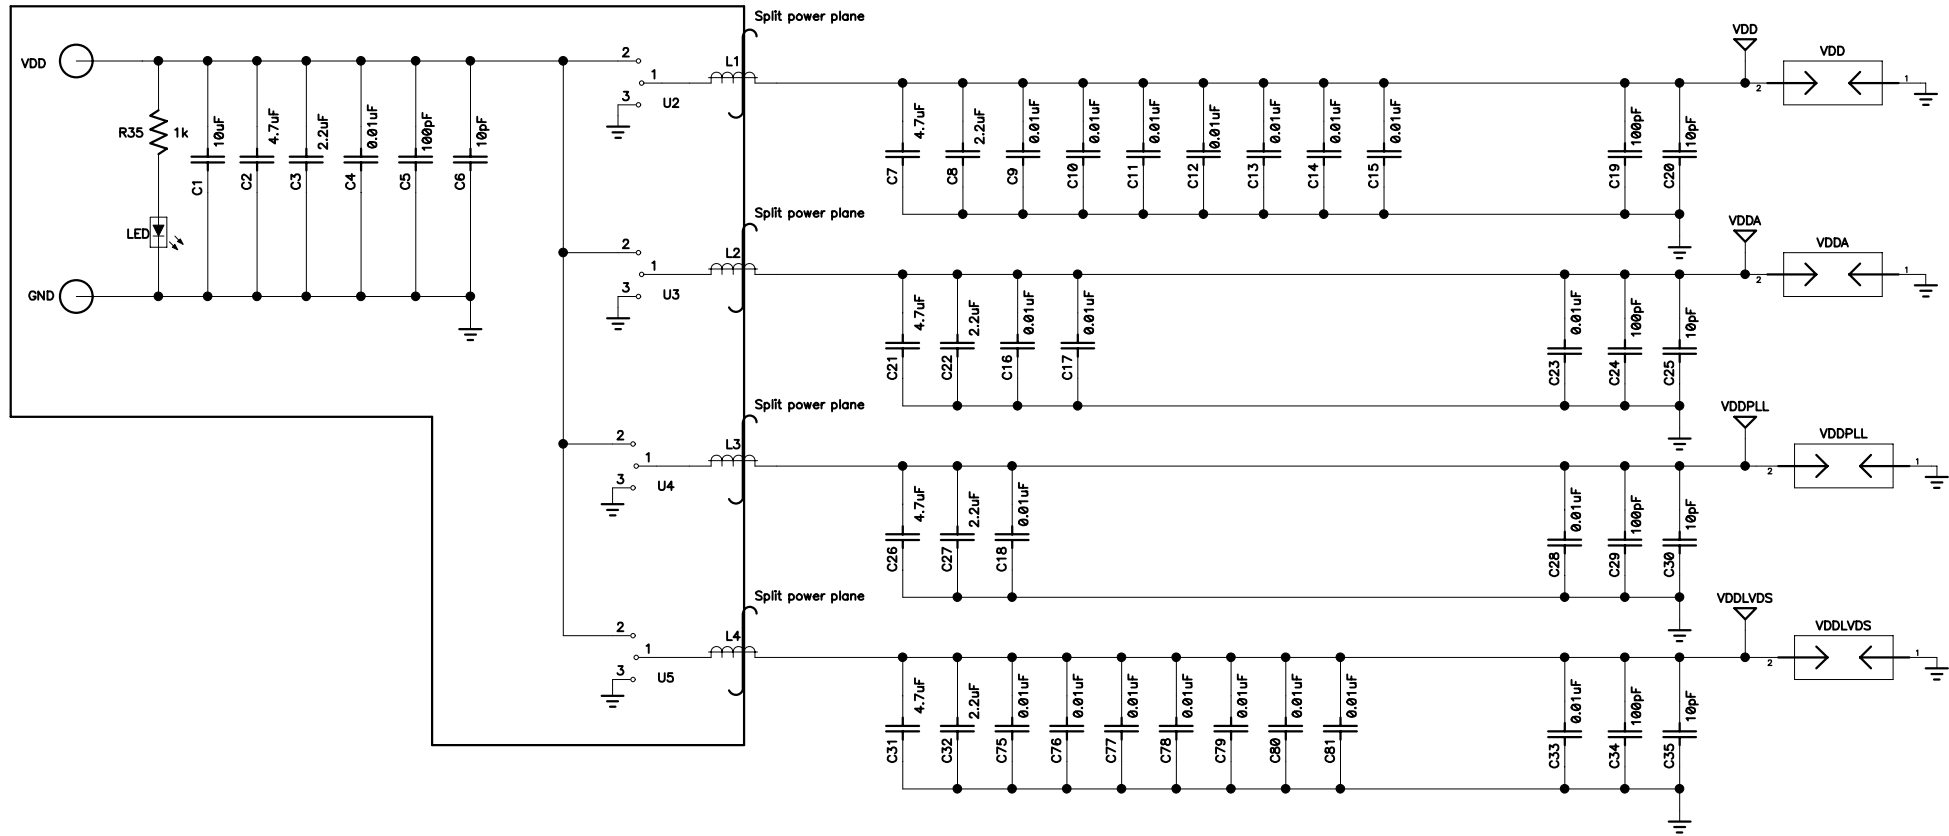 Split power plane
VDD
VDD
VDD
2
1
3
U2
L1
2
1
R35
1k
C1
10uF
C2
4.7uF
C3
2.2uF
C4
0.01uF
C5
100pF
C6
10pF
LED
GND
C7
4.7uF
C8
2.2uF
C9
0.01uF
C10
0.01uF
C11
0.01uF
C12
0.01uF
C13
0.01uF
C14
0.01uF
C15
0.01uF
C19
100pF
C20
10pF
Split power plane
VDDA
VDDA
2
1
3
U3
L2
2
1
C21
4.7uF
C22
2.2uF
C16
0.01uF
C17
0.01uF
C23
0.01uF
C24
100pF
C25
10pF
Split power plane
VDDPLL
VDDPLL
2
1
3
U4
L3
2
1
C26
4.7uF
C27
2.2uF
C18
0.01uF
C28
0.01uF
C29
100pF
C30
10pF
Split power plane
VDDLVDS
VDDLVDS
2
1
3
U5
L4
2
1
C31
4.7uF
C32
2.2uF
C75
0.01uF
C76
0.01uF
C77
0.01uF
C78
0.01uF
C79
0.01uF
C80
0.01uF
C81
0.01uF
C33
0.01uF
C34
100pF
C35
10pF